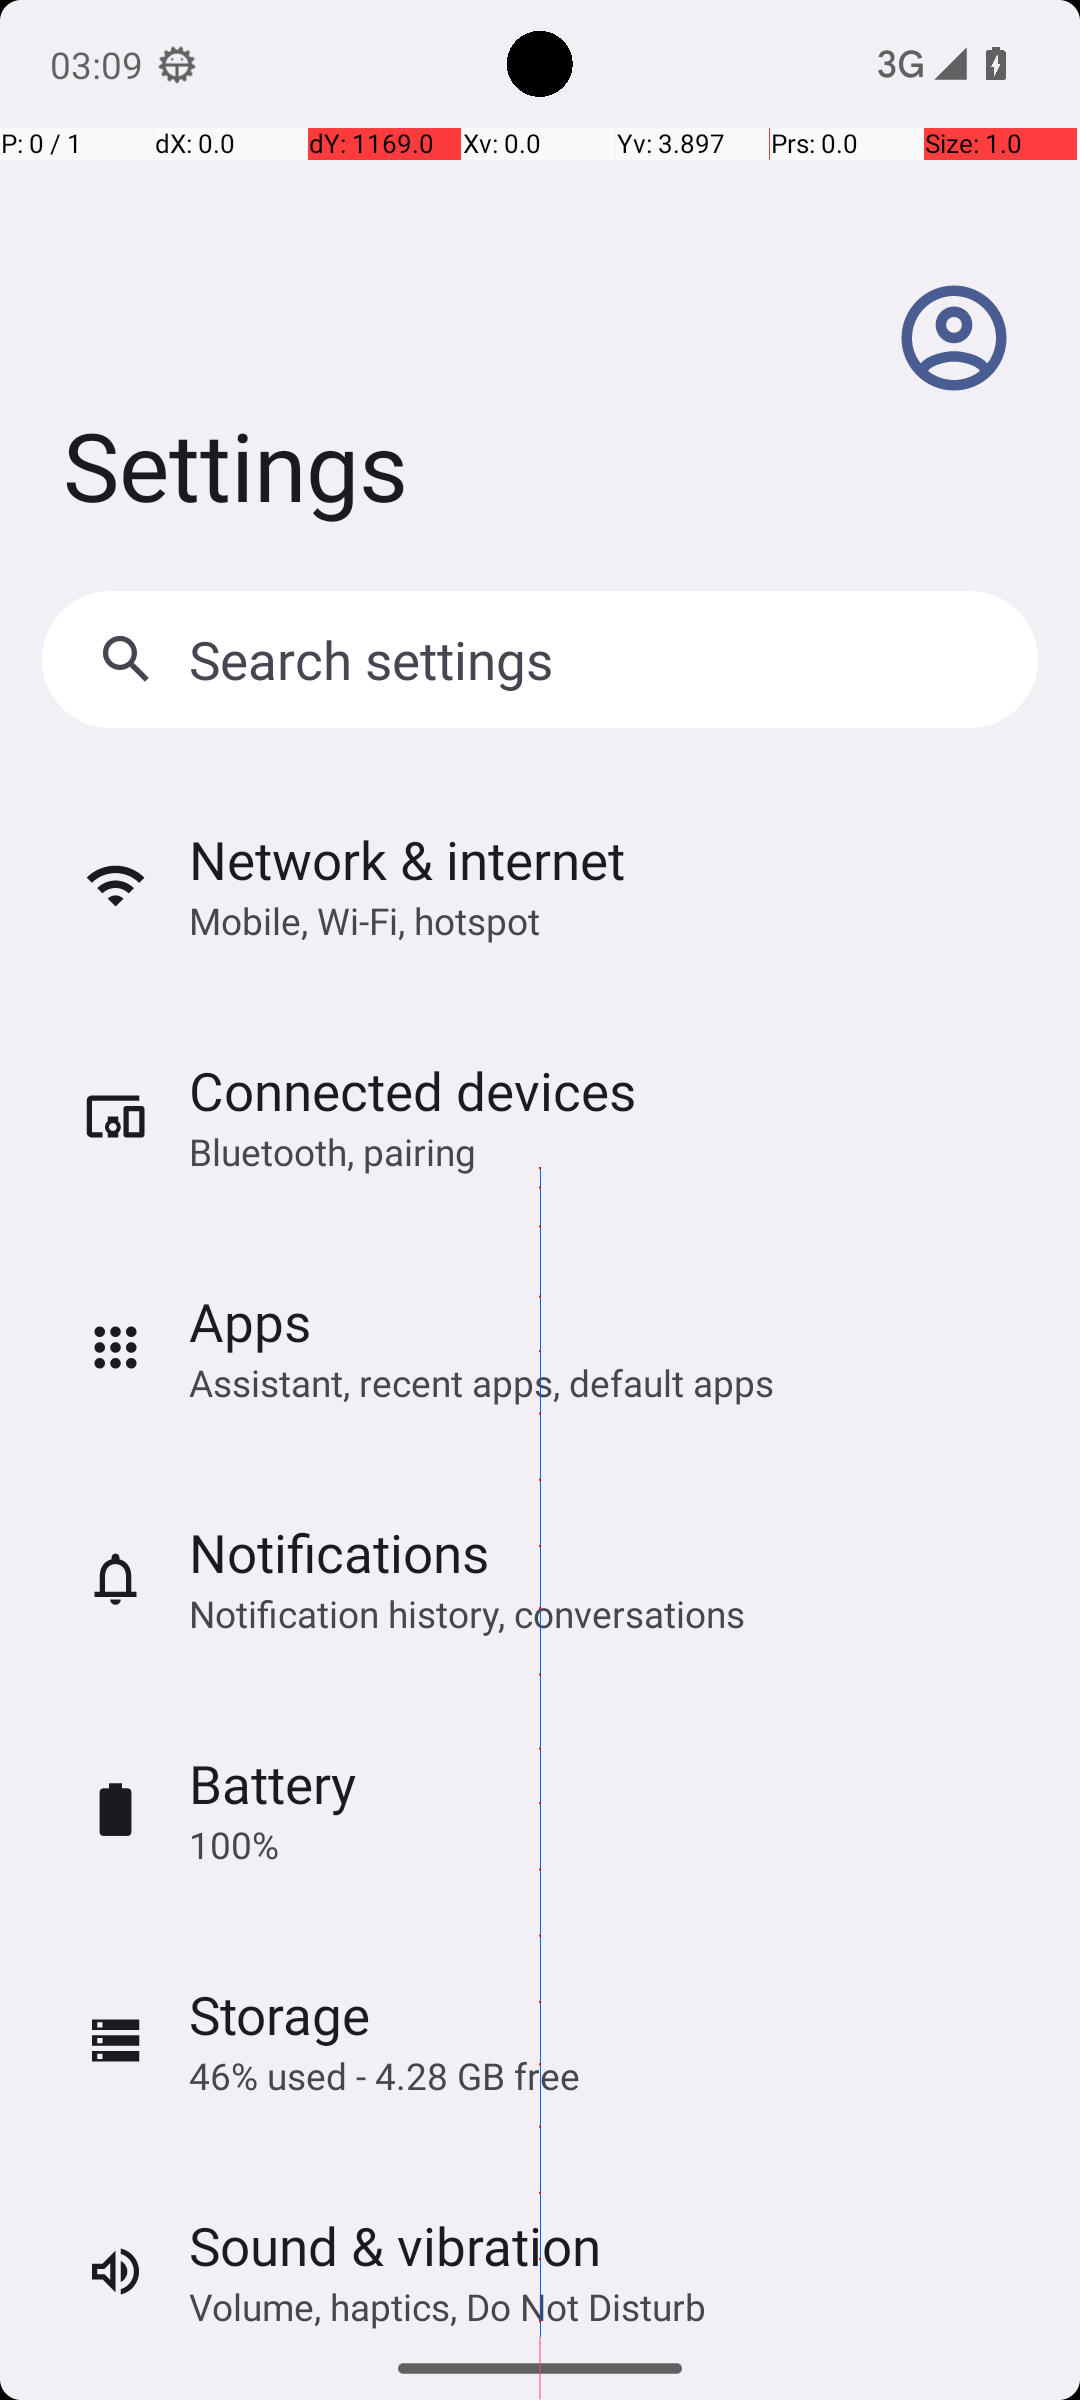 03:09 3G
P: 0 / 1 dX: 0.0 dY: 1169.0 Xv: 0.0 Yv: 3.897 Prs: 0.0 Size: 1.0
Settings
Search settings
Network & internet
Mobile, Wi-Fi, hotspot
Connected devices
Bluetooth, pairing
Apps
Assistant, recent apps, default apps
Notifications
Notification history, conversations
Battery
100%
Storage
46% used - 4.28 GB free
Sound & vibration
Volume, haptics, Do Not Disturb